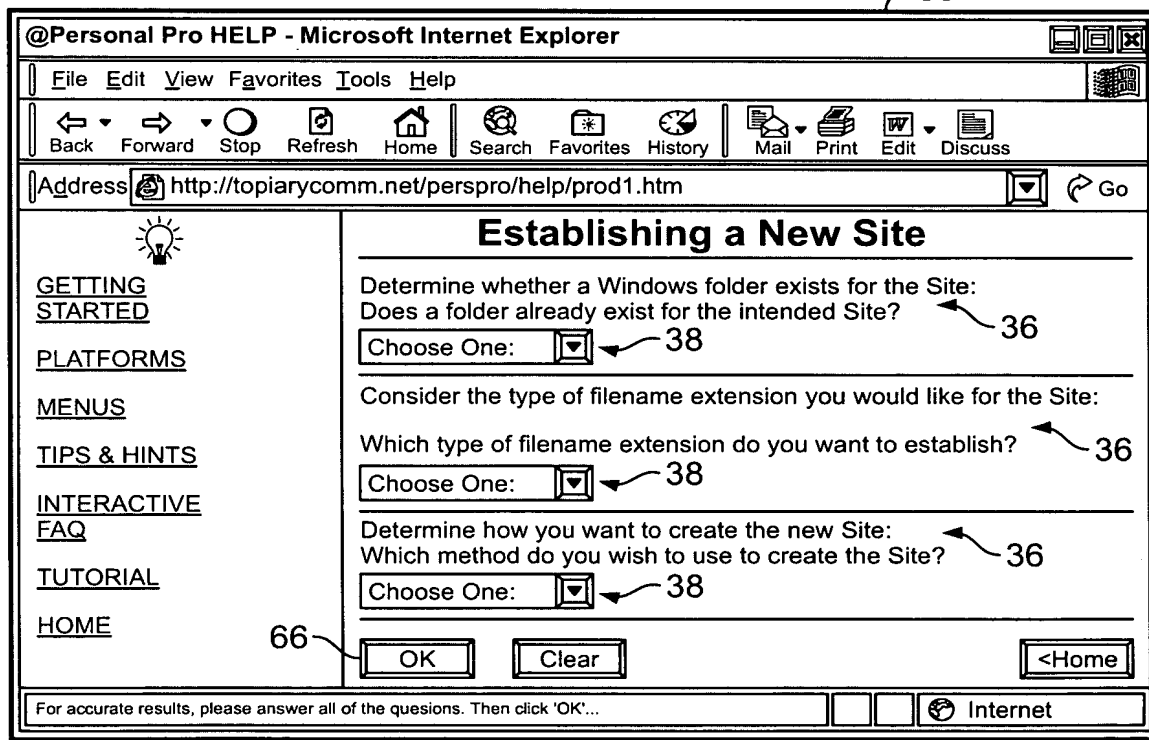 @Personal Pro HELP - Microsoft Internet Explorer
File Edit View Favorites Tools Help
Back Forward Stop Refresh Home Search Favorites History Mail Print Edit Discuss
Address http://topiarycomm.net/perspro/help/prod1.htm Go
GETTING
STARTED
PLATFORMS
MENUS
TIPS & HINTS
INTERACTIVE
FAQ
TUTORIAL
HOME
Establishing a New Site
Determine whether a Windows folder exists for the Site:
Does a folder already exist for the intended Site?
36
Choose One:
38
Consider the type of filename extension you would like for the Site:
Which type of filename extension do you want to establish?
36
Choose One:
38
Determine how you want to create the new Site:
Which method do you wish to use to create the Site?
36
Choose One:
38
66
OK Clear <Home
For accurate results, please answer all of the quesions. Then click 'OK'... Internet